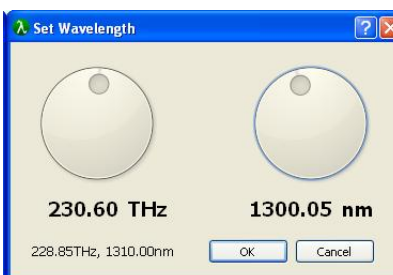 λ Set Wavelength ? X
230.60 THz 1300.05 nm
228.85THz, 1310.00nm OK Cancel